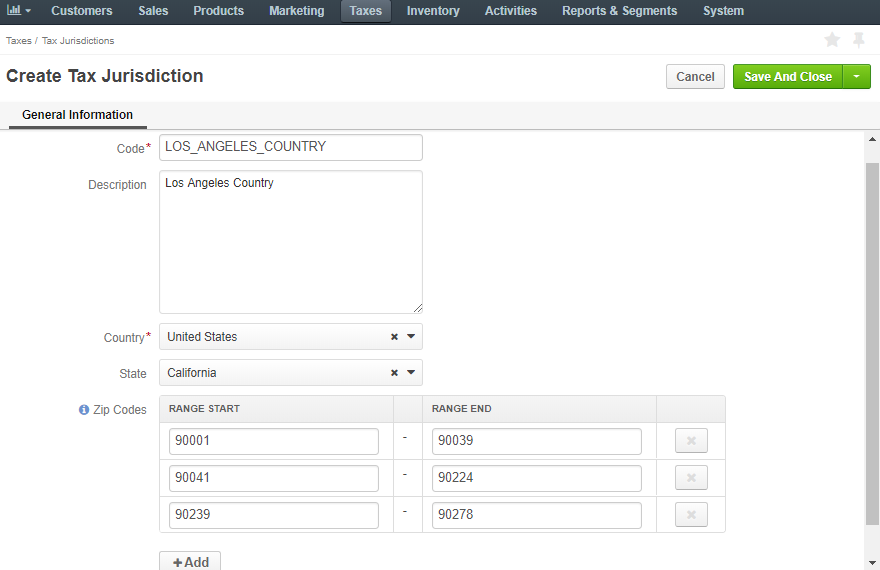 Customers Sales Products Marketing Taxes Inventory Activities Reports & Segments System
Taxes / Tax Jurisdictions
Create Tax Jurisdiction
Cancel Save And Close
General Information
Code* LOS_ANGELES_COUNTRY
Description Los Angeles Country
Country* United States
State California
Zip Codes RANGE START RANGE END
90001 - 90039
90041 - 90224
90239 - 90278
+Add